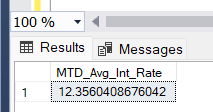 100 %
Results Messages
MTD_Avg_Int_Rate
1 12.3560408676042